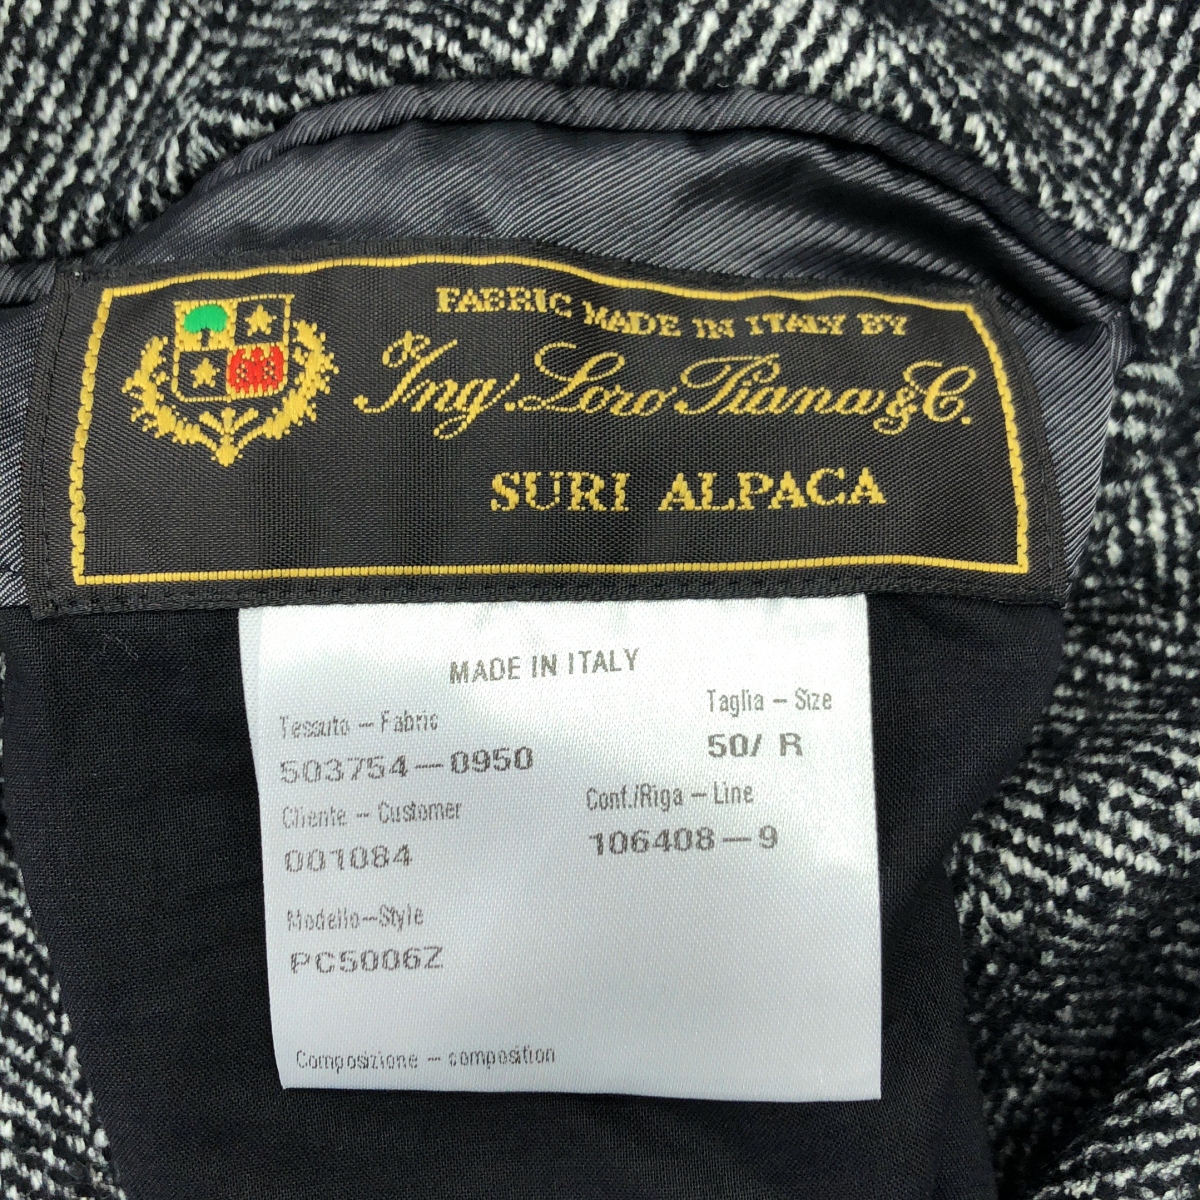 FABRIC MADE IN ITALY BY
Ing. Loro Piana & C.
SURI ALPACA
MADE IN ITALY
Taglia – Size
50/ R
Tessuto – Fabric
503754–0950
Conf./Riga – Line
106408–9
Cliente – Customer
001084
Modello–Style
PC5006Z
Composizione – composition